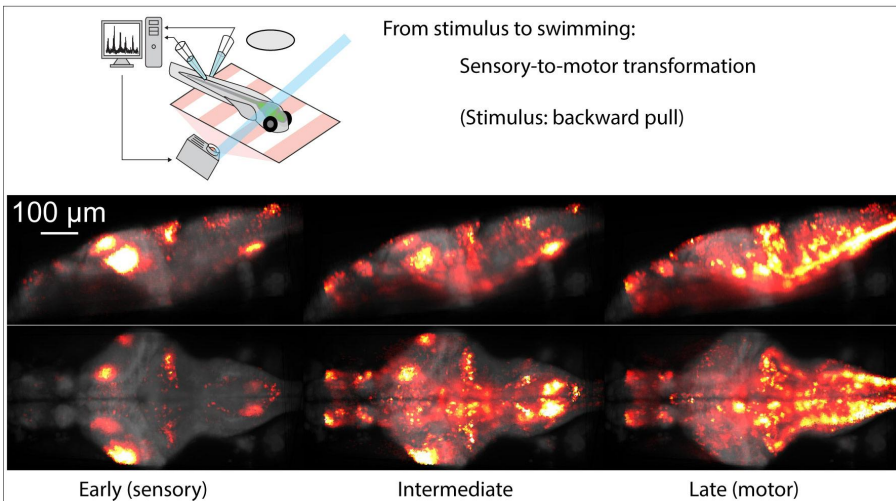 From stimulus to swimming:
Sensory-to-motor transformation
(Stimulus: backward pull)
100 µm
Early (sensory)
Intermediate
Late (motor)